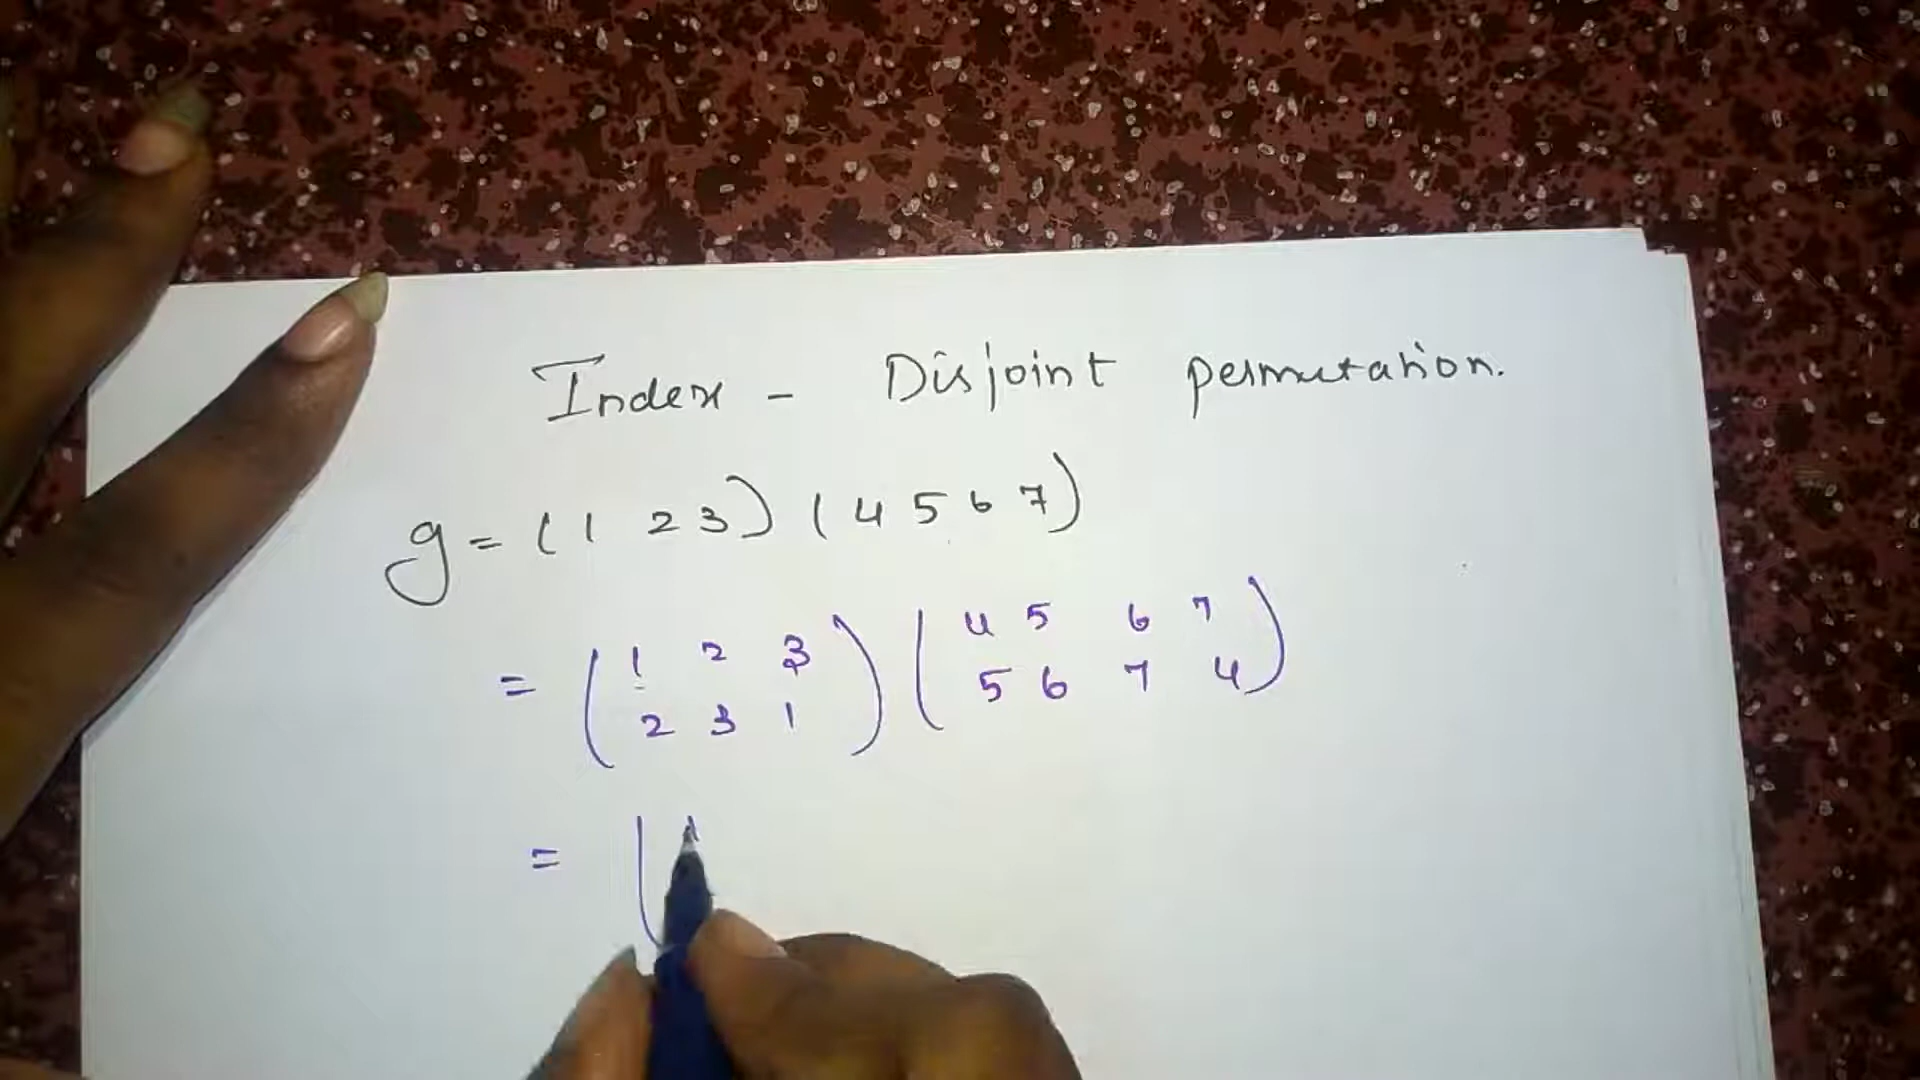 Index - Disjoint permutation.
g = (1 2 3) (4 5 6 7)
= ( 1 2 3 ) ( 4 5 6 7 )
2 3 1 5 6 7 4
= ( 1